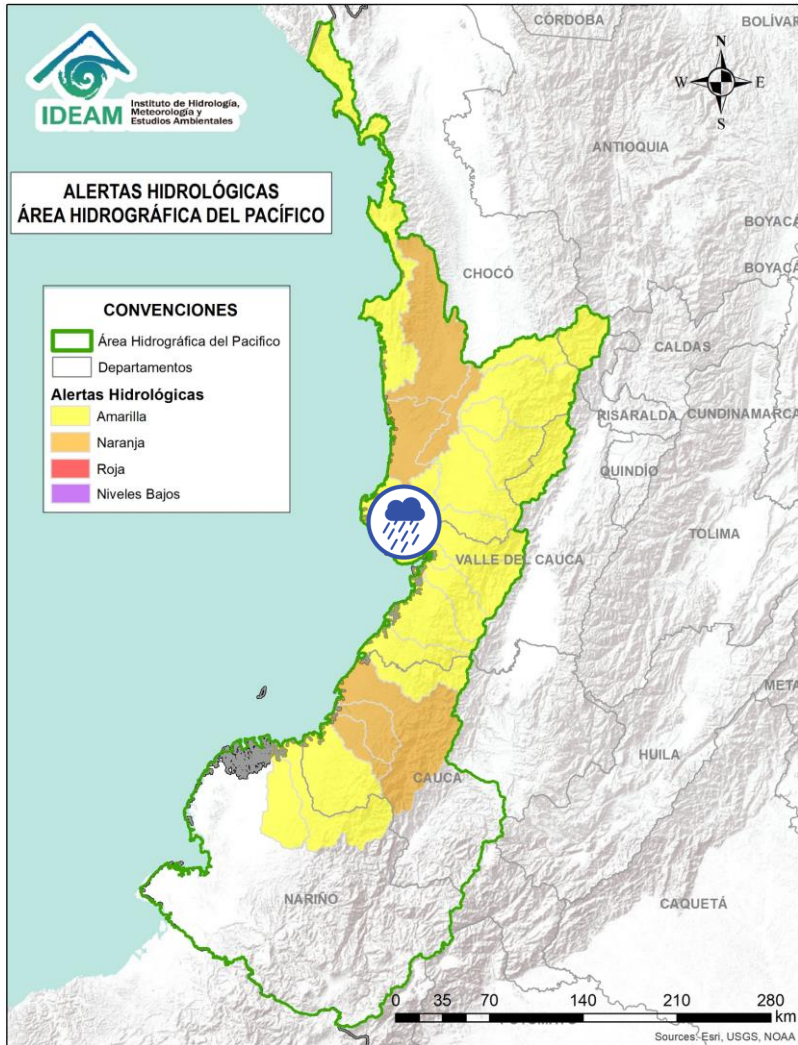 IDEAM
Instituto de Hidrología,
Meteorología y
Estudios Ambientales
ALERTAS HIDROLÓGICAS
ÁREA HIDROGRÁFICA DEL PACÍFICO
CONVENCIONES
Área Hidrográfica del Pacifico
Departamentos
Alertas Hidrológicas
Amarilla
Naranja
Roja
Niveles Bajos
N
W
E
S
CÓRDOBA
BOLÍVAR
ANTIOQUIA
BOYACÁ
CHOCÓ
BOYACÁ
CALDAS
RISARALDA
CUNDINAMARCA
QUINDÍO
TOLIMA
VALLE DEL CAUCA
META
HUILA
CAUCA
NARIÑO
CAQUETÁ
0 35 70 140 210 280
km
Sources: Esri, USGS, NOAA